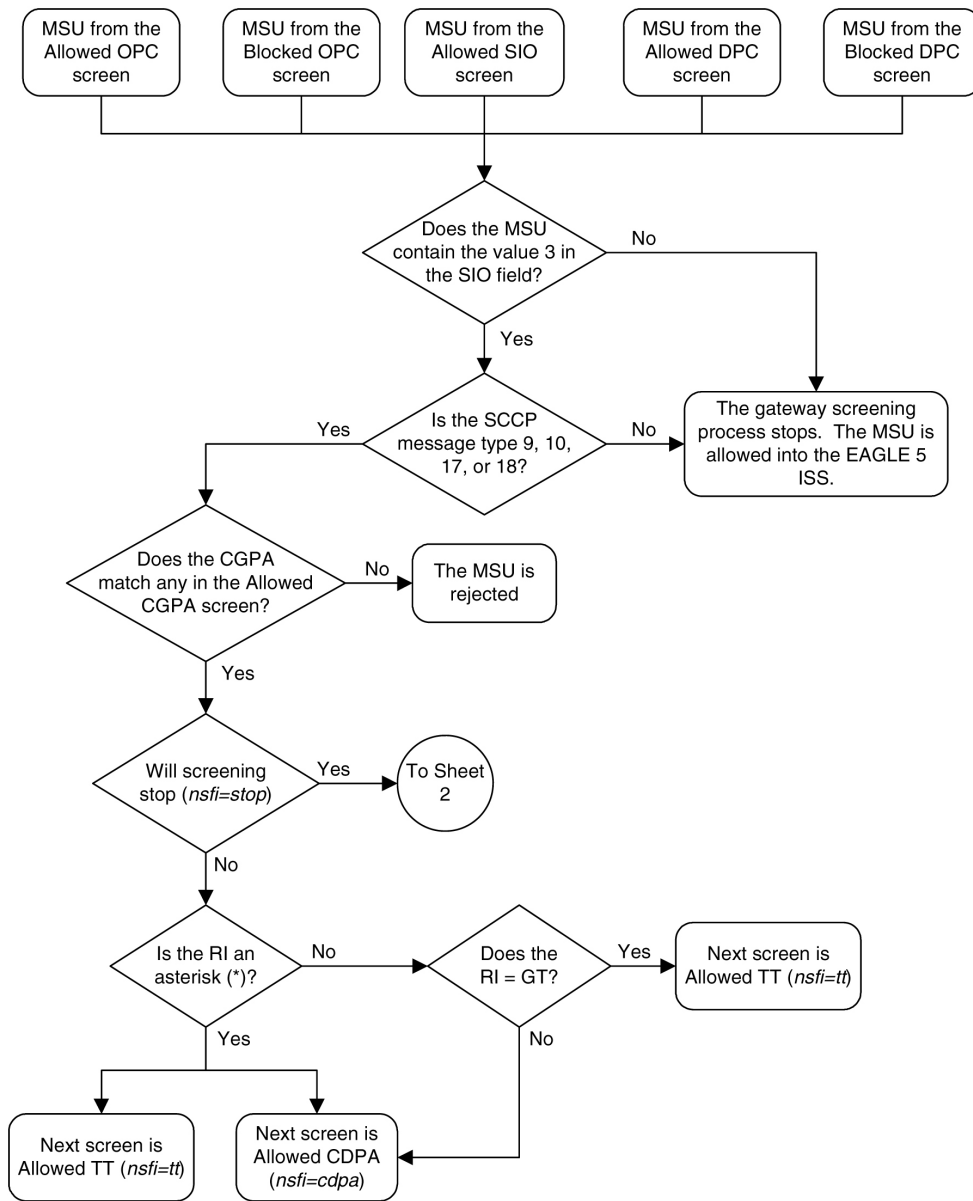 MSU from the
Allowed OPC
screen
MSU from the
Blocked OPC
screen
MSU from the
Allowed SIO
screen
MSU from the
Allowed DPC
screen
MSU from the
Blocked DPC
screen
Does the MSU
contain the value 3 in
the SIO field?
No
Yes
Is the SCCP
message type 9, 10,
17, or 18?
Yes
No
The gateway screening
process stops.  The MSU is
allowed into the EAGLE 5
ISS.
Does the CGPA
match any in the Allowed
CGPA screen?
No
The MSU is
rejected
Yes
Will screening
stop (nsfi=stop)
Yes
To Sheet
2
No
Is the RI an
asterisk (*)?
No
Does the
RI = GT?
Yes
Next screen is
Allowed TT (nsfi=tt)
Yes
No
Next screen is
Allowed TT (nsfi=tt)
Next screen is
Allowed CDPA
(nsfi=cdpa)